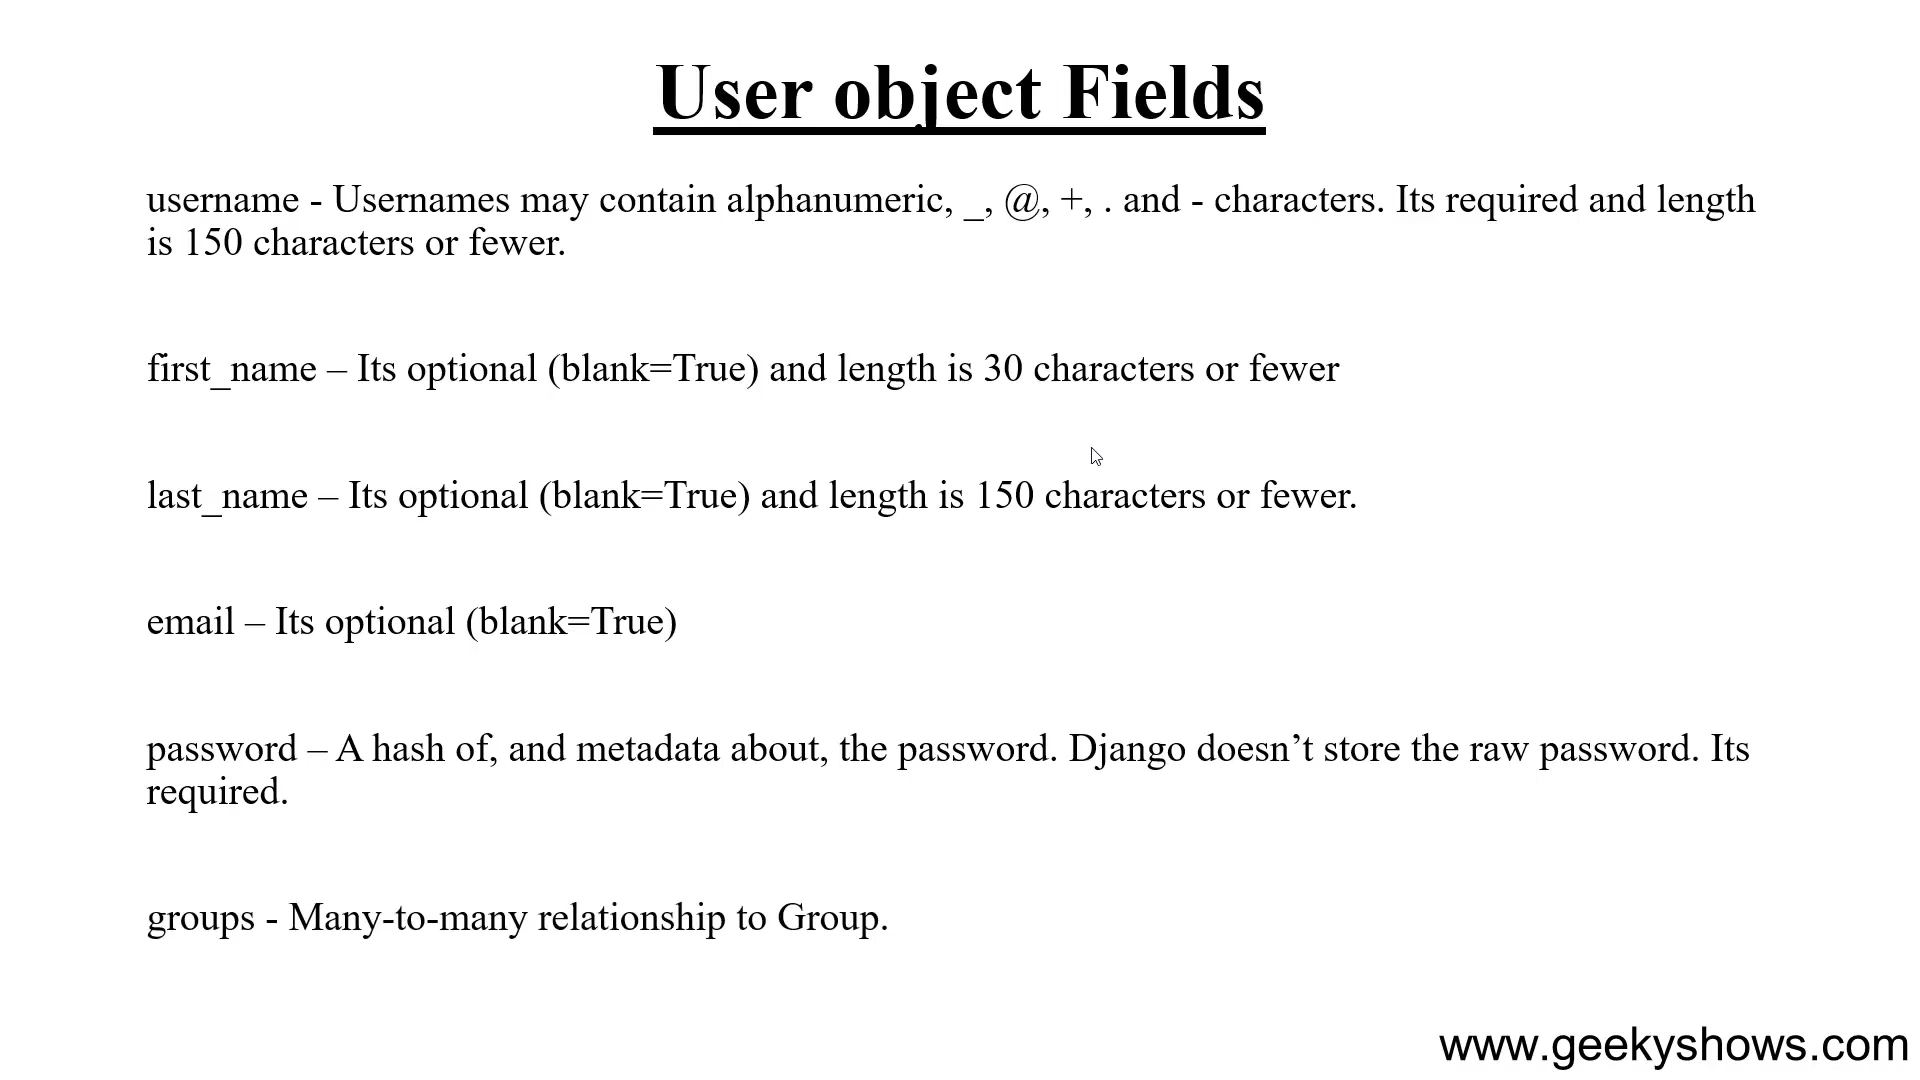 User object Fields
username - Usernames may contain alphanumeric, _, @, +, . and - characters. Its required and length
is 150 characters or fewer.
first_name – Its optional (blank=True) and length is 30 characters or fewer
last_name – Its optional (blank=True) and length is 150 characters or fewer.
email – Its optional (blank=True)
password – A hash of, and metadata about, the password. Django doesn’t store the raw password. Its
required.
groups - Many-to-many relationship to Group.
www.geekyshows.com